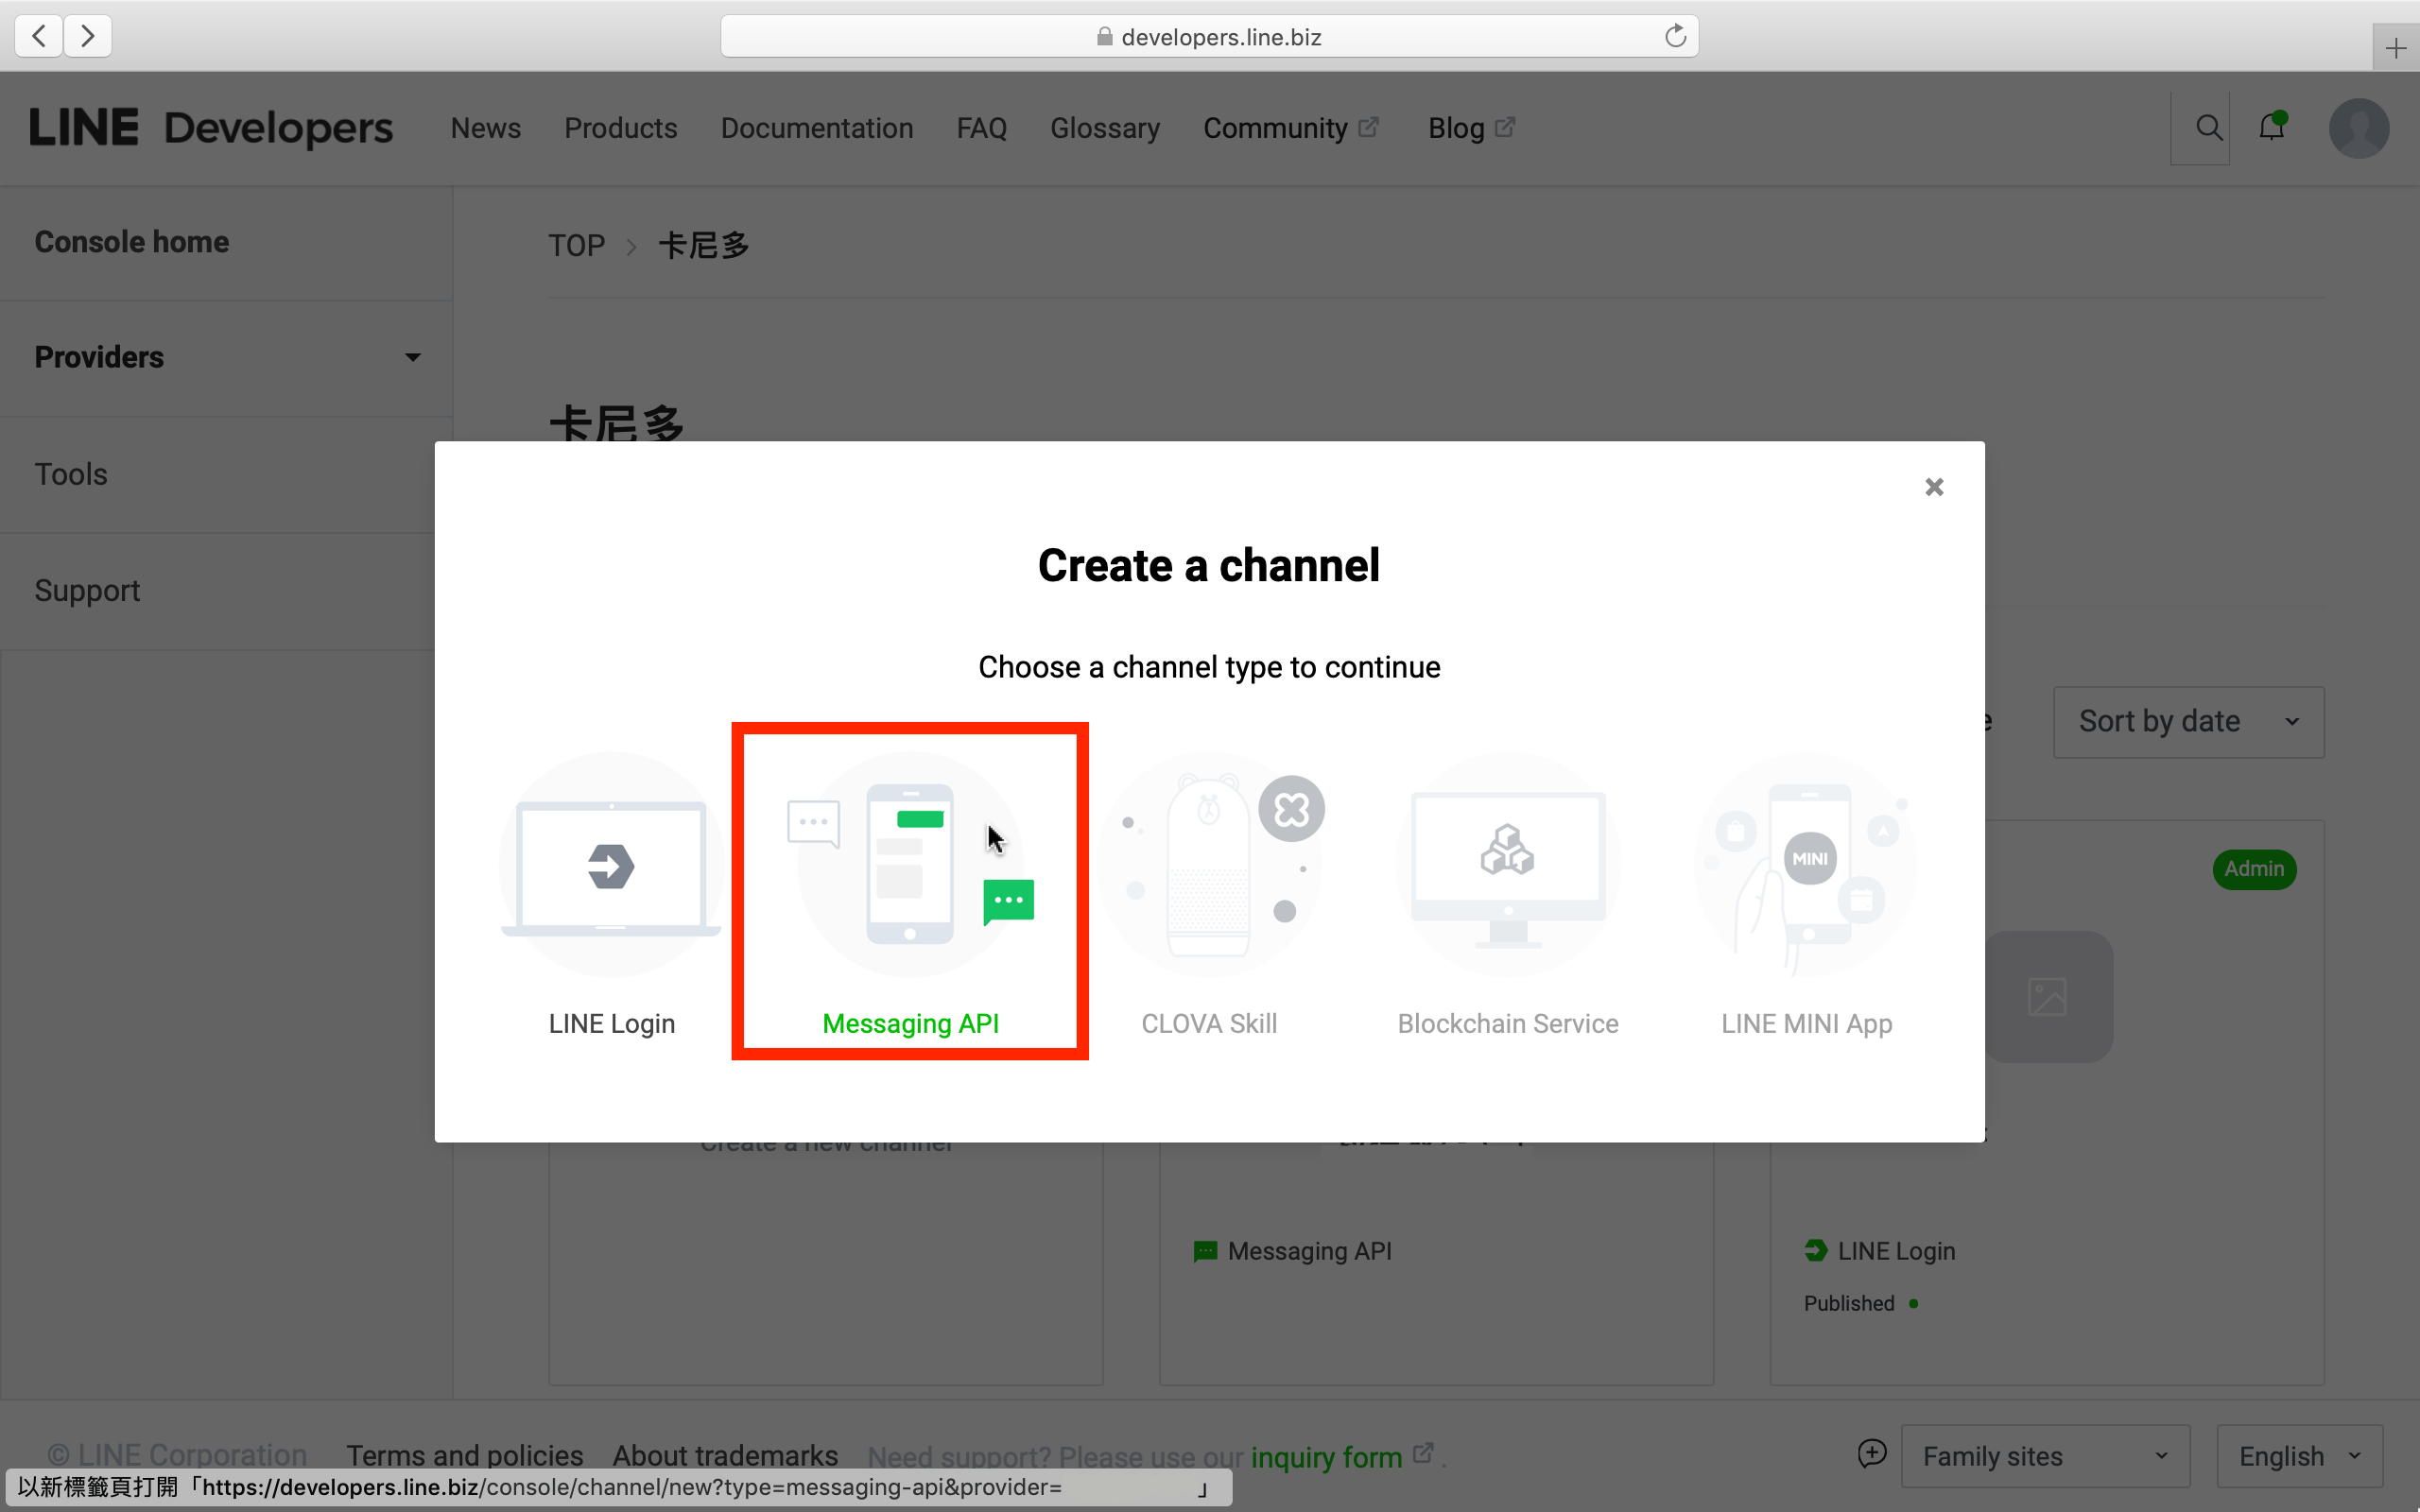 developers.line.biz
LINE Developers News Products Documentation FAQ Glossary Community Blog
Console home
TOP > 卡尼多
Providers
卡尼多
Tools
Support
Create a channel
Choose a channel type to continue
Sort by date
Admin
MINI
LINE Login Messaging API CLOVA Skill Blockchain Service LINE MINI App
Create a new channel
Messaging API
LINE Login
Published
© LINE Corporation Terms and policies About trademarks Need support? Please use our inquiry form .
Family sites
English
以新標籤頁打開「https://developers.line.biz/console/channel/new?type=messaging-api&provider= 」